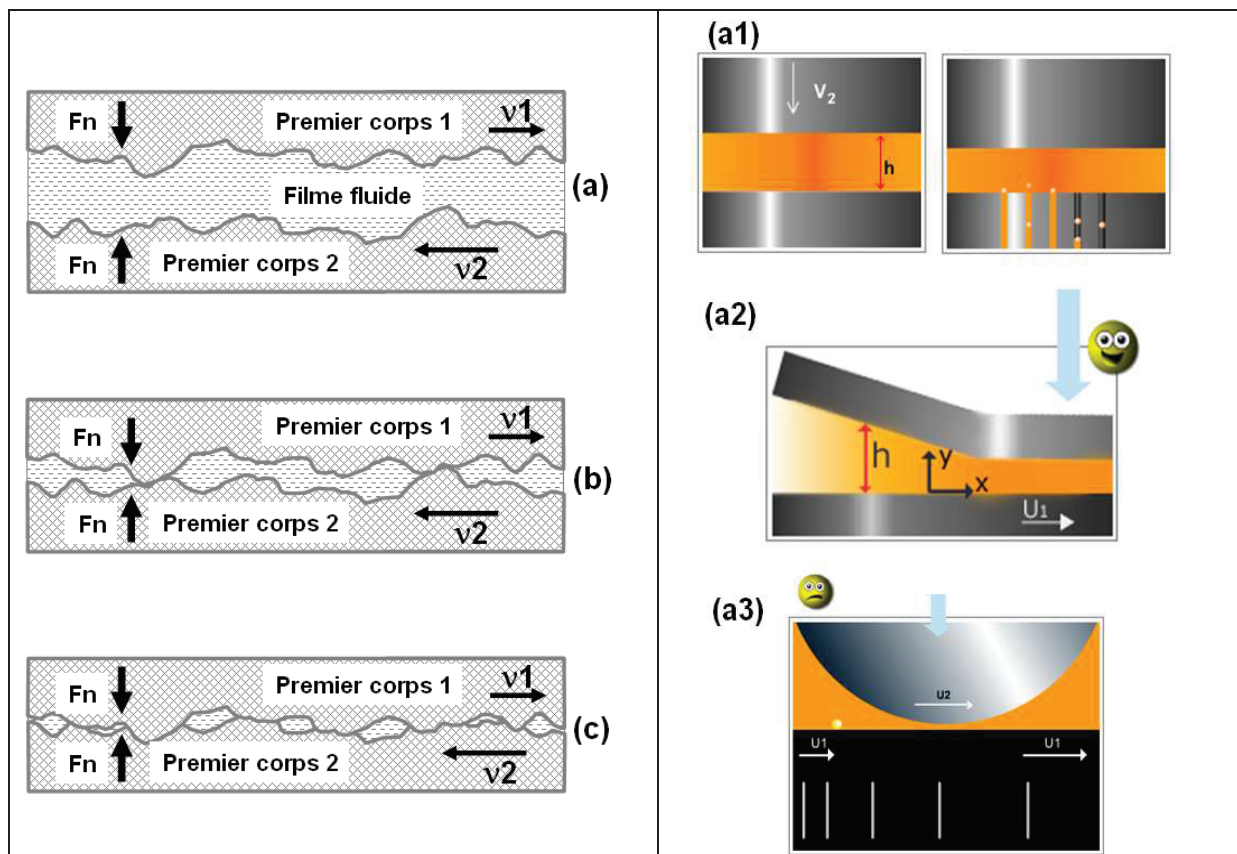 Fn
Premier corps 1
ν1
Filme fluide
(a)
Fn
Premier corps 2
ν2
Fn
Premier corps 1
ν1
(b)
Fn
Premier corps 2
ν2
Fn
Premier corps 1
ν1
(c)
Fn
Premier corps 2
ν2
(a1)
V2
h
(a2)
h
y
x
U1
(a3)
U2
U1
U1